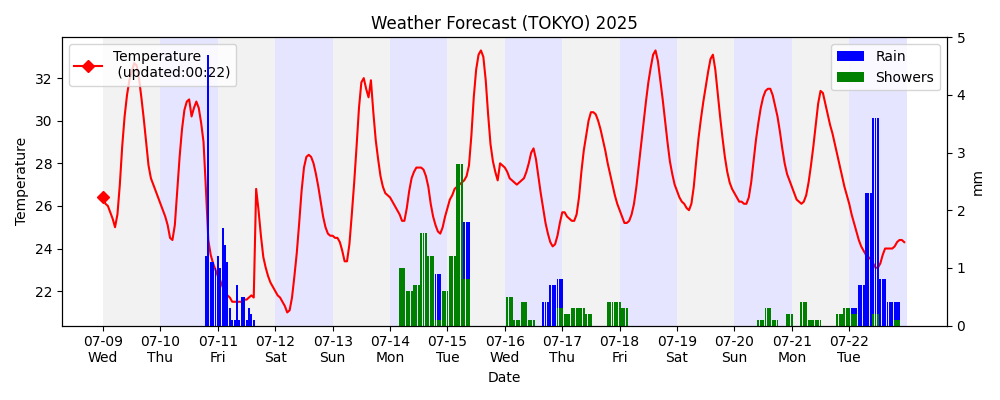 Weather Forecast (TOKYO) 2025
Temperature
(updated:00:22)
Rain
Showers
Temperature
32
30
28
26
24
22
5
4
3
2
1
0
mm
07-09 07-10 07-11 07-12 07-13 07-14 07-15 07-16 07-17 07-18 07-19 07-20 07-21 07-22
Wed Thu Fri Sat Sun Mon Tue Wed Thu Fri Sat Sun Mon Tue
Date